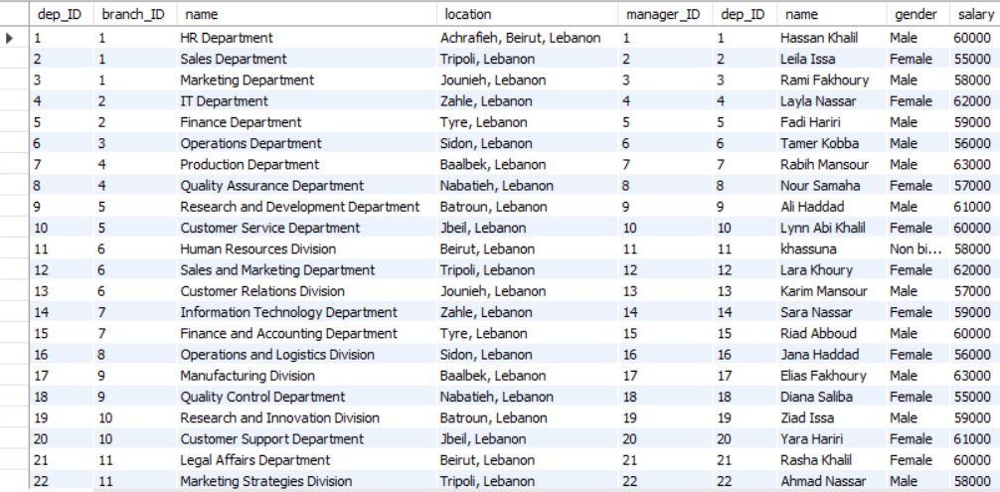 dep_ID branch_ID name location manager_ID dep_ID name gender salary
1 1 HR Department Achrafieh, Beirut, Lebanon 1 1 Hassan Khalil Male 60000
2 1 Sales Department Tripoli, Lebanon 2 2 Leila Issa Female 55000
3 1 Marketing Department Jounieh, Lebanon 3 3 Rami Fakhoury Male 58000
4 2 IT Department Zahle, Lebanon 4 4 Layla Nassar Female 62000
5 2 Finance Department Tyre, Lebanon 5 5 Fadi Hariri Male 59000
6 3 Operations Department Sidon, Lebanon 6 6 Tamer Kobba Male 56000
7 4 Production Department Baalbek, Lebanon 7 7 Rabih Mansour Male 63000
8 4 Quality Assurance Department Nabatieh, Lebanon 8 8 Nour Samaha Female 57000
9 5 Research and Development Department Batroun, Lebanon 9 9 Ali Haddad Male 61000
10 5 Customer Service Department Jbeil, Lebanon 10 10 Lynn Abi Khalil Female 60000
11 6 Human Resources Division Beirut, Lebanon 11 11 khassuna Non bi... 58000
12 6 Sales and Marketing Department Tripoli, Lebanon 12 12 Lara Khoury Female 62000
13 6 Customer Relations Division Jounieh, Lebanon 13 13 Karim Mansour Male 57000
14 7 Information Technology Department Zahle, Lebanon 14 14 Sara Nassar Female 59000
15 7 Finance and Accounting Department Tyre, Lebanon 15 15 Riad Abboud Male 60000
16 8 Operations and Logistics Division Sidon, Lebanon 16 16 Jana Haddad Female 56000
17 9 Manufacturing Division Baalbek, Lebanon 17 17 Elias Fakhoury Male 63000
18 9 Quality Control Department Nabatieh, Lebanon 18 18 Diana Saliba Female 55000
19 10 Research and Innovation Division Batroun, Lebanon 19 19 Ziad Issa Male 59000
20 10 Customer Support Department Jbeil, Lebanon 20 20 Yara Hariri Female 61000
21 11 Legal Affairs Department Beirut, Lebanon 21 21 Rasha Khalil Female 60000
22 11 Marketing Strategies Division Tripoli, Lebanon 22 22 Ahmad Nassar Male 58000